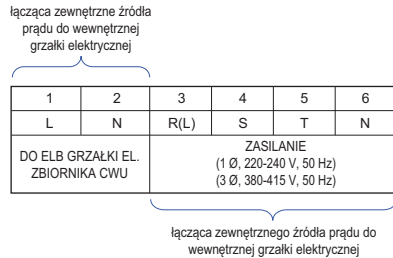 łącząca zewnętrzne źródła
prądu do wewnętrznej
grzałki elektrycznej
1 2 3 4 5 6
L N R(L) S T N
DO ELB GRZAŁKI EL.
ZBIORNIKA CWU
ZASILANIE
(1 Ø, 220-240 V, 50 Hz)
(3 Ø, 380-415 V, 50 Hz)
łącząca zewnętrznego źródła prądu do
wewnętrznej grzałki elektrycznej